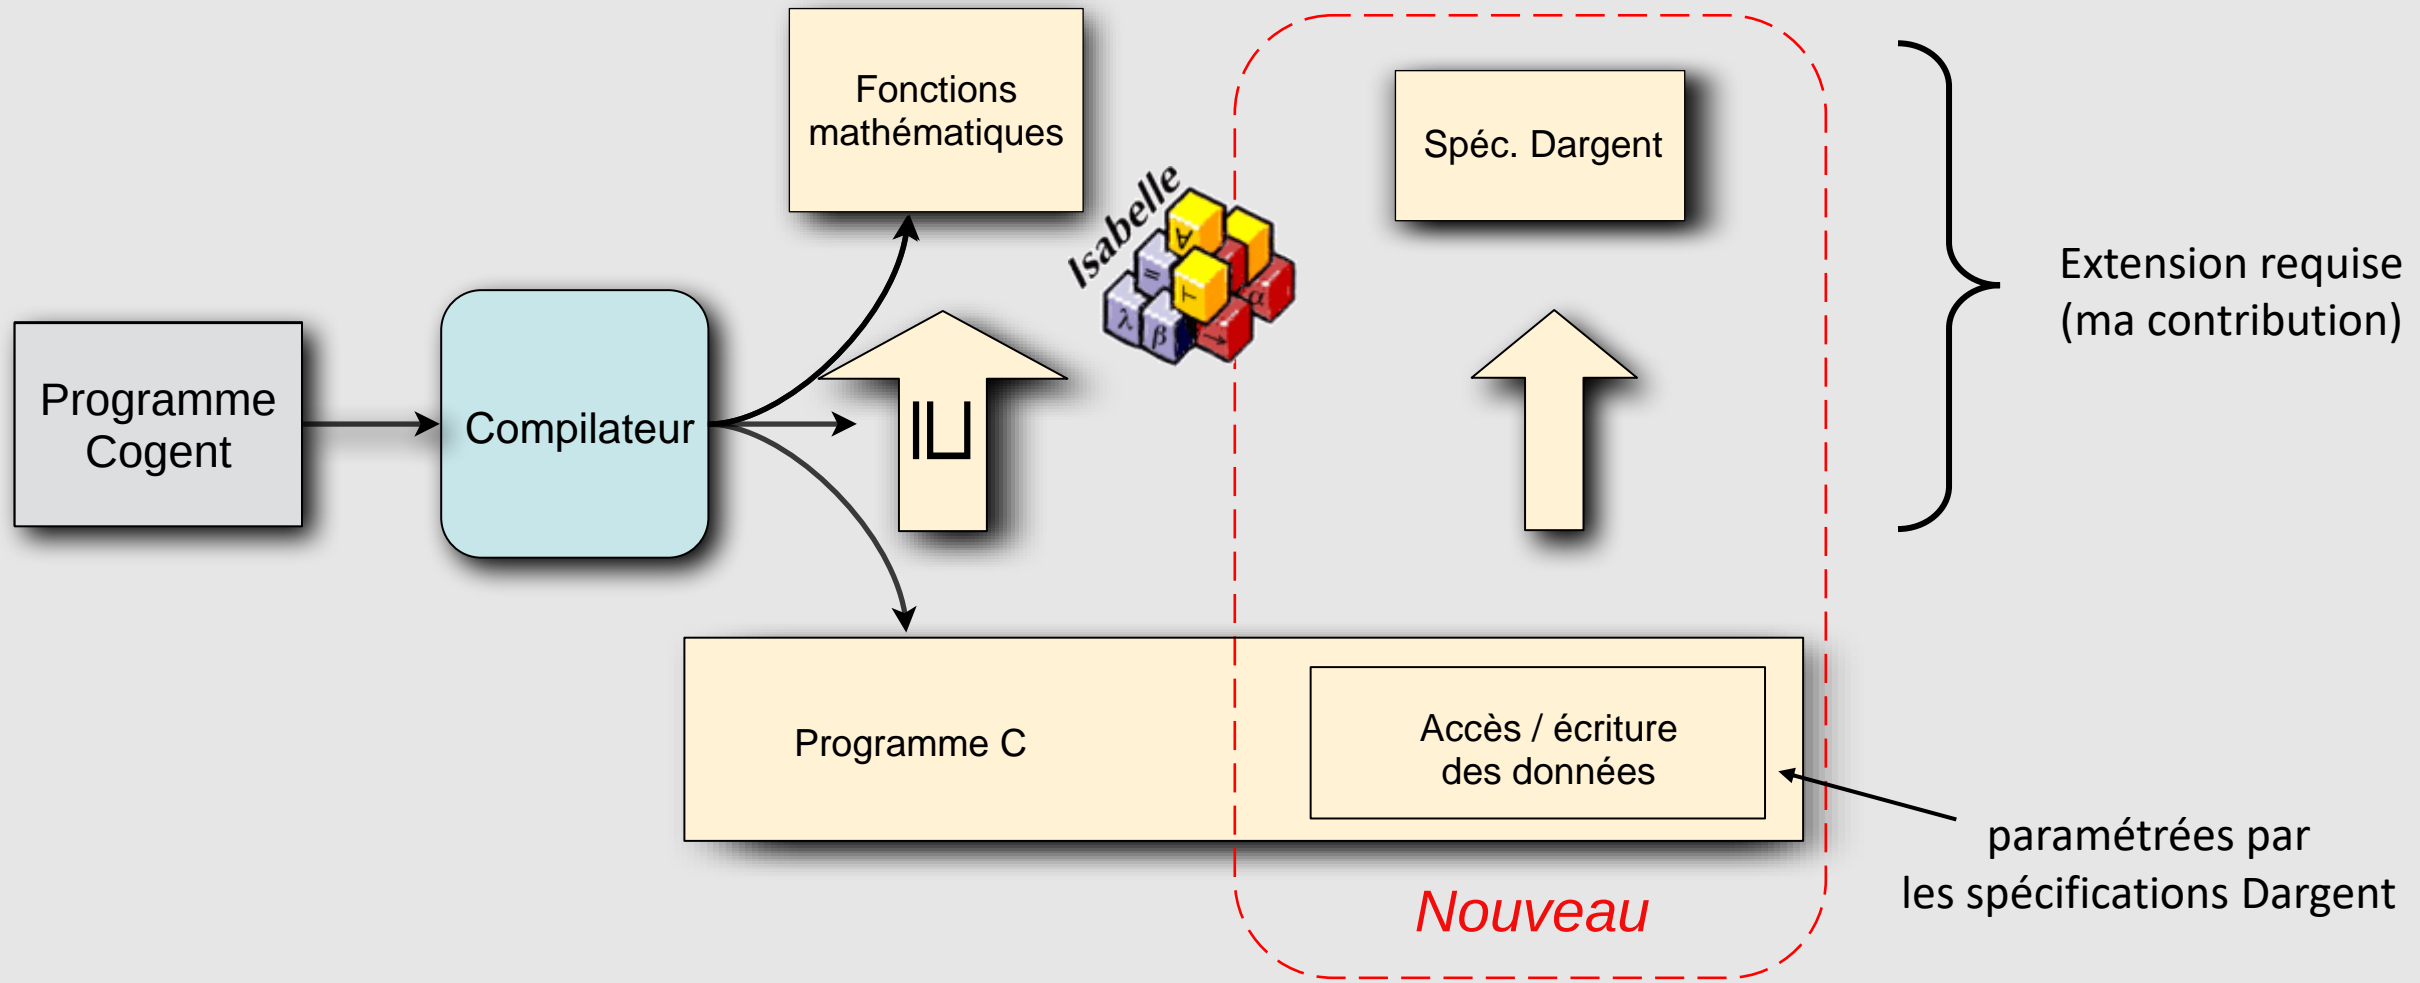 Fonctions
mathématiques
Spéc. Dargent
Isabelle
∀
=
⊢
α
λ
β
→
Extension requise
(ma contribution)
Programme
Cogent
Compilateur
Programme C
Accès / écriture
des données
paramétrées par
les spécifications Dargent
Nouveau